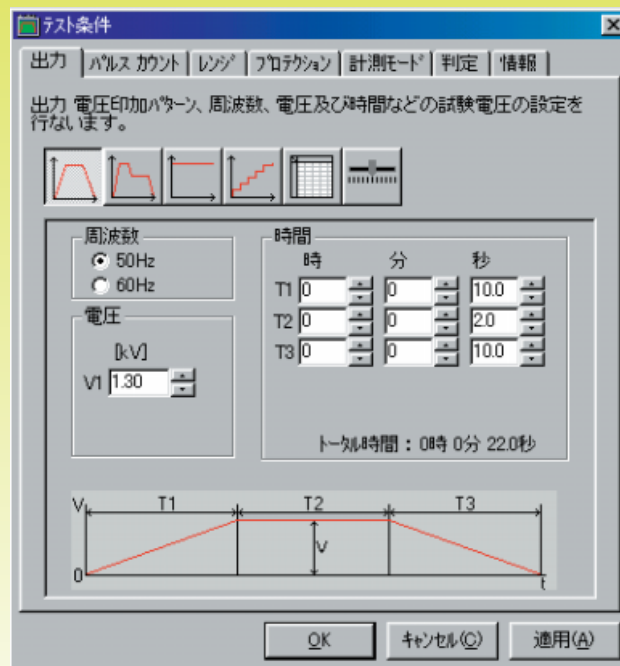 テスト条件
出力 パルス カウント レンジ プロテクション 計測モード 判定 情報
出力 電圧印加パターン、周波数、電圧及び時間などの試験電圧の設定を
行ないます。
周波数
50Hz
60Hz
電圧
[kV]
V1 1.30
時間
時 分 秒
T1 0 0 10.0
T2 0 0 2.0
T3 0 0 10.0
トータル時間 : 0時 0分 22.0秒
V T1 T2 T3
V
0 t
OK キャンセル(C) 適用(A)